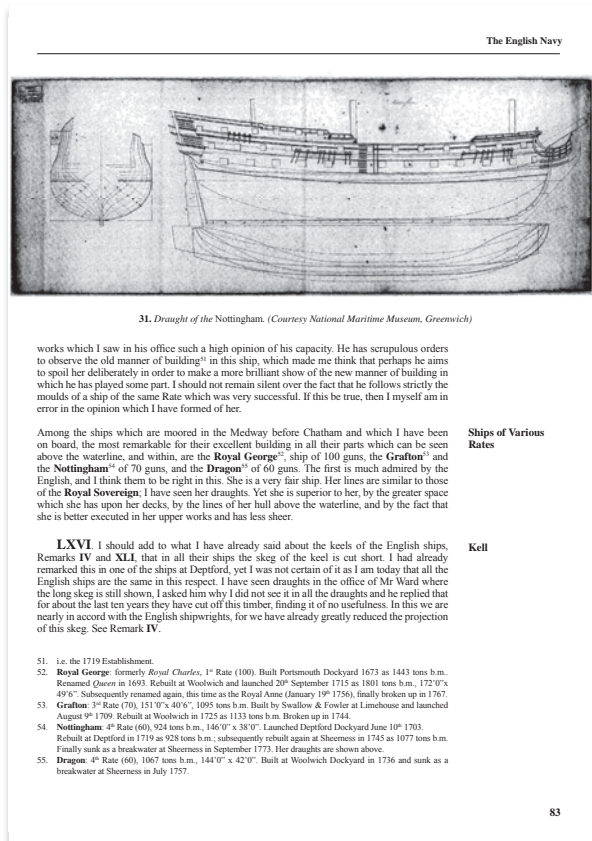 The English Navy
31. Draught of the Nottingham. (Courtesy National Maritime Museum, Greenwich)
works which I saw in his office such a high opinion of his capacity. He has scrupulous orders
to observe the old manner of building51 in this ship, which made me think that perhaps he aims
to spoil her deliberately in order to make a more brilliant show of the new manner of building in
which he has played some part. I should not remain silent over the fact that he follows strictly the
moulds of a ship of the same Rate which was very successful. If this be true, then I myself am in
error in the opinion which I have formed of her.
Among the ships which are moored in the Medway before Chatham and which I have been
on board, the most remarkable for their excellent building in all their parts which can be seen
above the waterline, and within, are the Royal George52, ship of 100 guns, the Grafton53 and
the Nottingham54 of 70 guns, and the Dragon55 of 60 guns. The first is much admired by the
English, and I think them to be right in this. She is a very fair ship. Her lines are similar to those
of the Royal Sovereign; I have seen her draughts. Yet she is superior to her, by the greater space
which she has upon her decks, by the lines of her hull above the waterline, and by the fact that
she is better executed in her upper works and has less sheer.
Ships of Various
Rates
LXVI. I should add to what I have already said about the keels of the English ships,
Remarks IV and XLI, that in all their ships the skeg of the keel is cut short. I had already
remarked this in one of the ships at Deptford, yet I was not certain of it as I am today that all the
English ships are the same in this respect. I have seen draughts in the office of Mr Ward where
the long skeg is still shown, I asked him why I did not see it in all the draughts and he replied that
for about the last ten years they have cut off this timber, finding it of no usefulness. In this we are
nearly in accord with the English shipwrights, for we have already greatly reduced the projection
of this skeg. See Remark IV.
Kell
51. i.e. the 1719 Establishment.
52. Royal George: formerly Royal Charles, 1st Rate (100). Built Portsmouth Dockyard 1673 as 1443 tons b.m..
Renamed Queen in 1693. Rebuilt at Woolwich and launched 20th September 1715 as 1801 tons b.m., 172'0"x
49'6". Subsequently renamed again, this time as the Royal Anne (January 19th 1756), finally broken up in 1767.
53. Grafton: 3rd Rate (70), 151'0"x 40'6", 1095 tons b.m. Built by Swallow & Fowler at Limehouse and launched
August 9th 1709. Rebuilt at Woolwich in 1725 as 1133 tons b.m. Broken up in 1744.
54. Nottingham: 4th Rate (60), 924 tons b.m., 146'0" x 38'0". Launched Deptford Dockyard June 10th 1703.
Rebuilt at Deptford in 1719 as 928 tons b.m.; subsequently rebuilt again at Sheerness in 1745 as 1077 tons b.m.
Finally sunk as a breakwater at Sheerness in September 1773. Her draughts are shown above.
55. Dragon: 4th Rate (60), 1067 tons b.m., 144'0" x 42'0". Built at Woolwich Dockyard in 1736 and sunk as a
breakwater at Sheerness in July 1757.
83